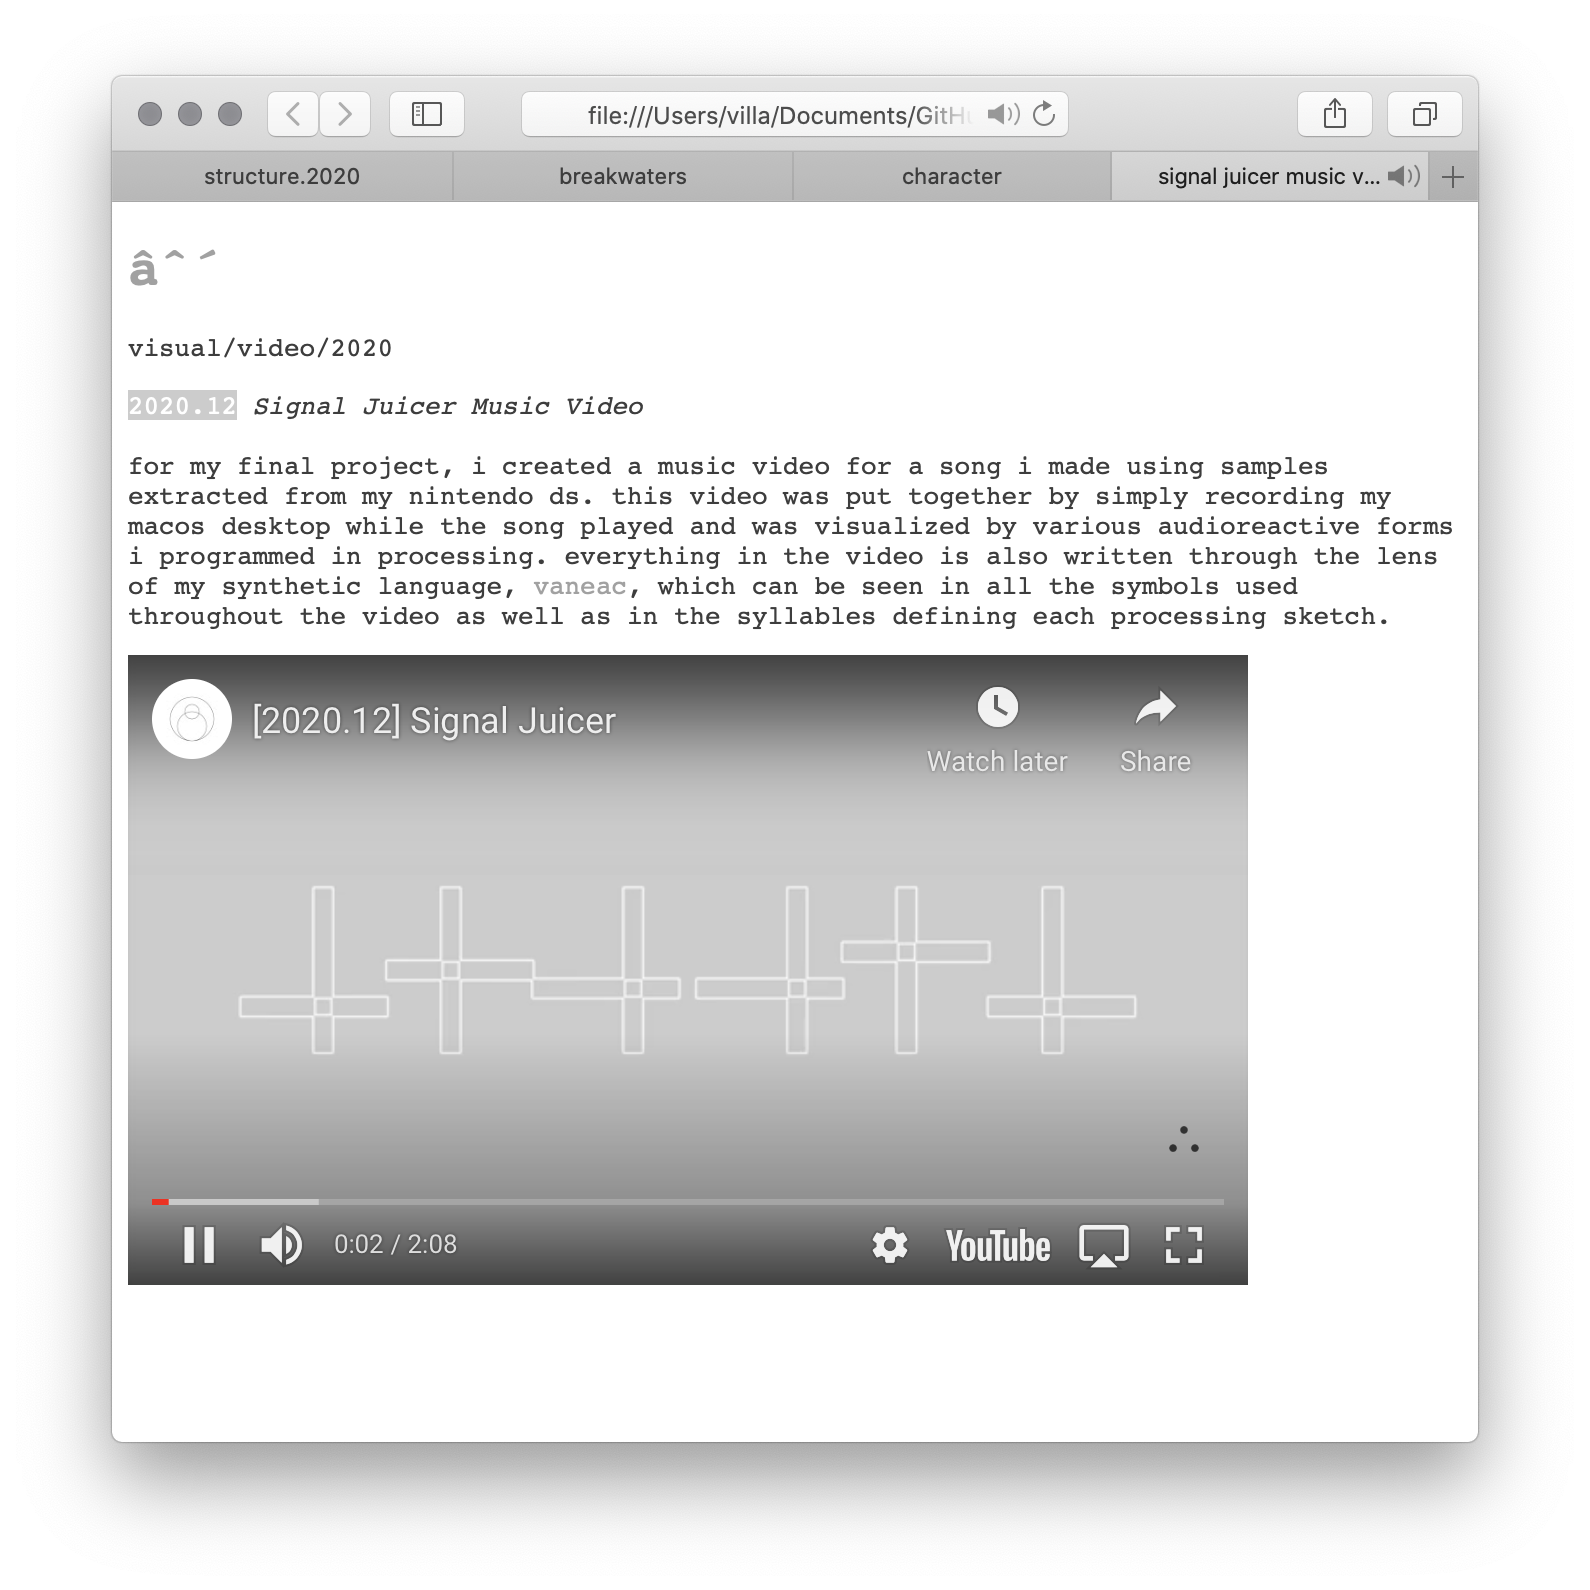 file:///Users/villa/Documents/GitHu
structure.2020
breakwaters
character
signal juicer music v...
âˆ´
visual/video/2020
2020.12 Signal Juicer Music Video
for my final project, i created a music video for a song i made using samples
extracted from my nintendo ds. this video was put together by simply recording my
macos desktop while the song played and was visualized by various audioreactive forms
i programmed in processing. everything in the video is also written through the lens
of my synthetic language, vaneac, which can be seen in all the symbols used
throughout the video as well as in the syllables defining each processing sketch.
[2020.12] Signal Juicer
Watch later
Share
0:02 / 2:08
YouTube